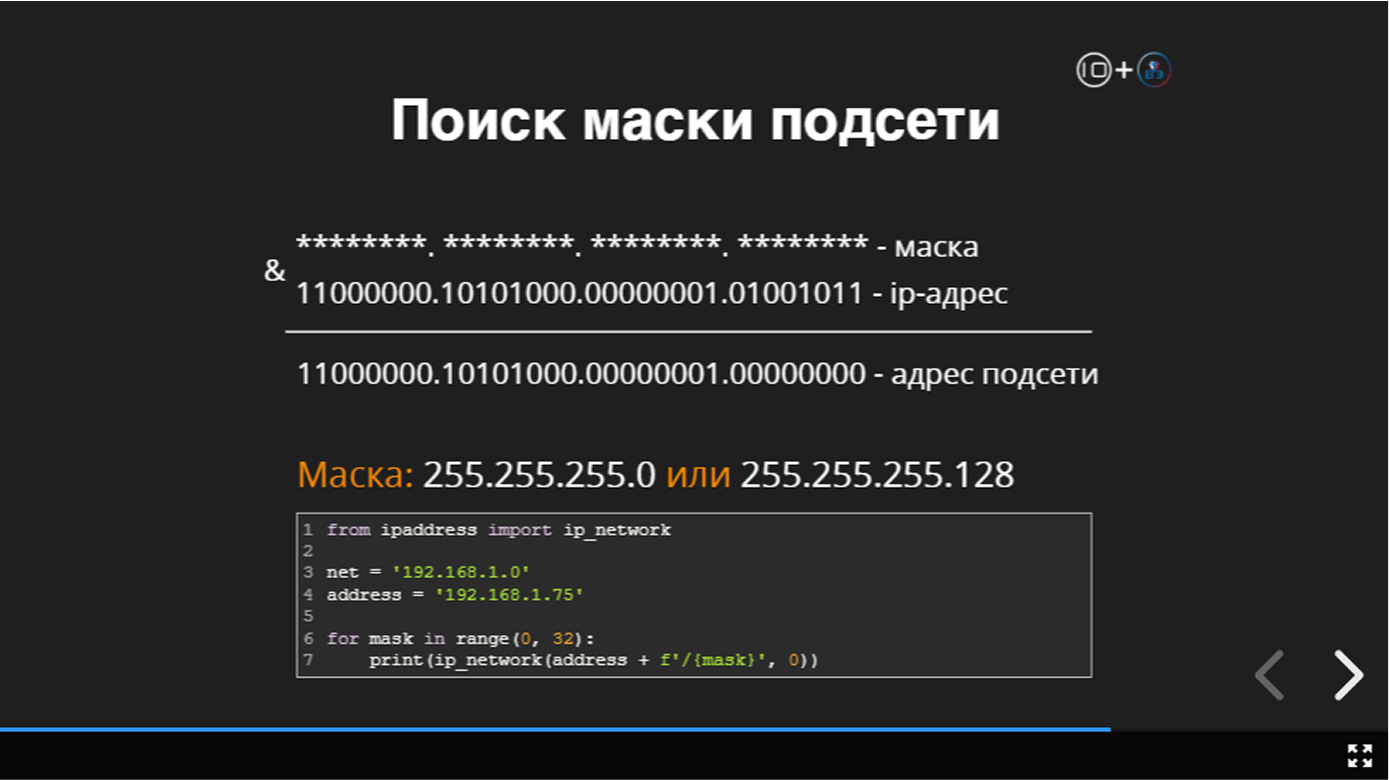 IO+ЕГЭ
Поиск маски подсети
********. ********. ********. ******** - маска
&
11000000.10101000.00000001.01001011 - ip-адрес
11000000.10101000.00000001.00000000 - адрес подсети
Маска: 255.255.255.0 или 255.255.255.128
1 from ipaddress import ip_network
2
3 net = '192.168.1.0'
4 address = '192.168.1.75'
5
6 for mask in range(0, 32):
7     print(ip_network(address + f'/{mask}', 0))